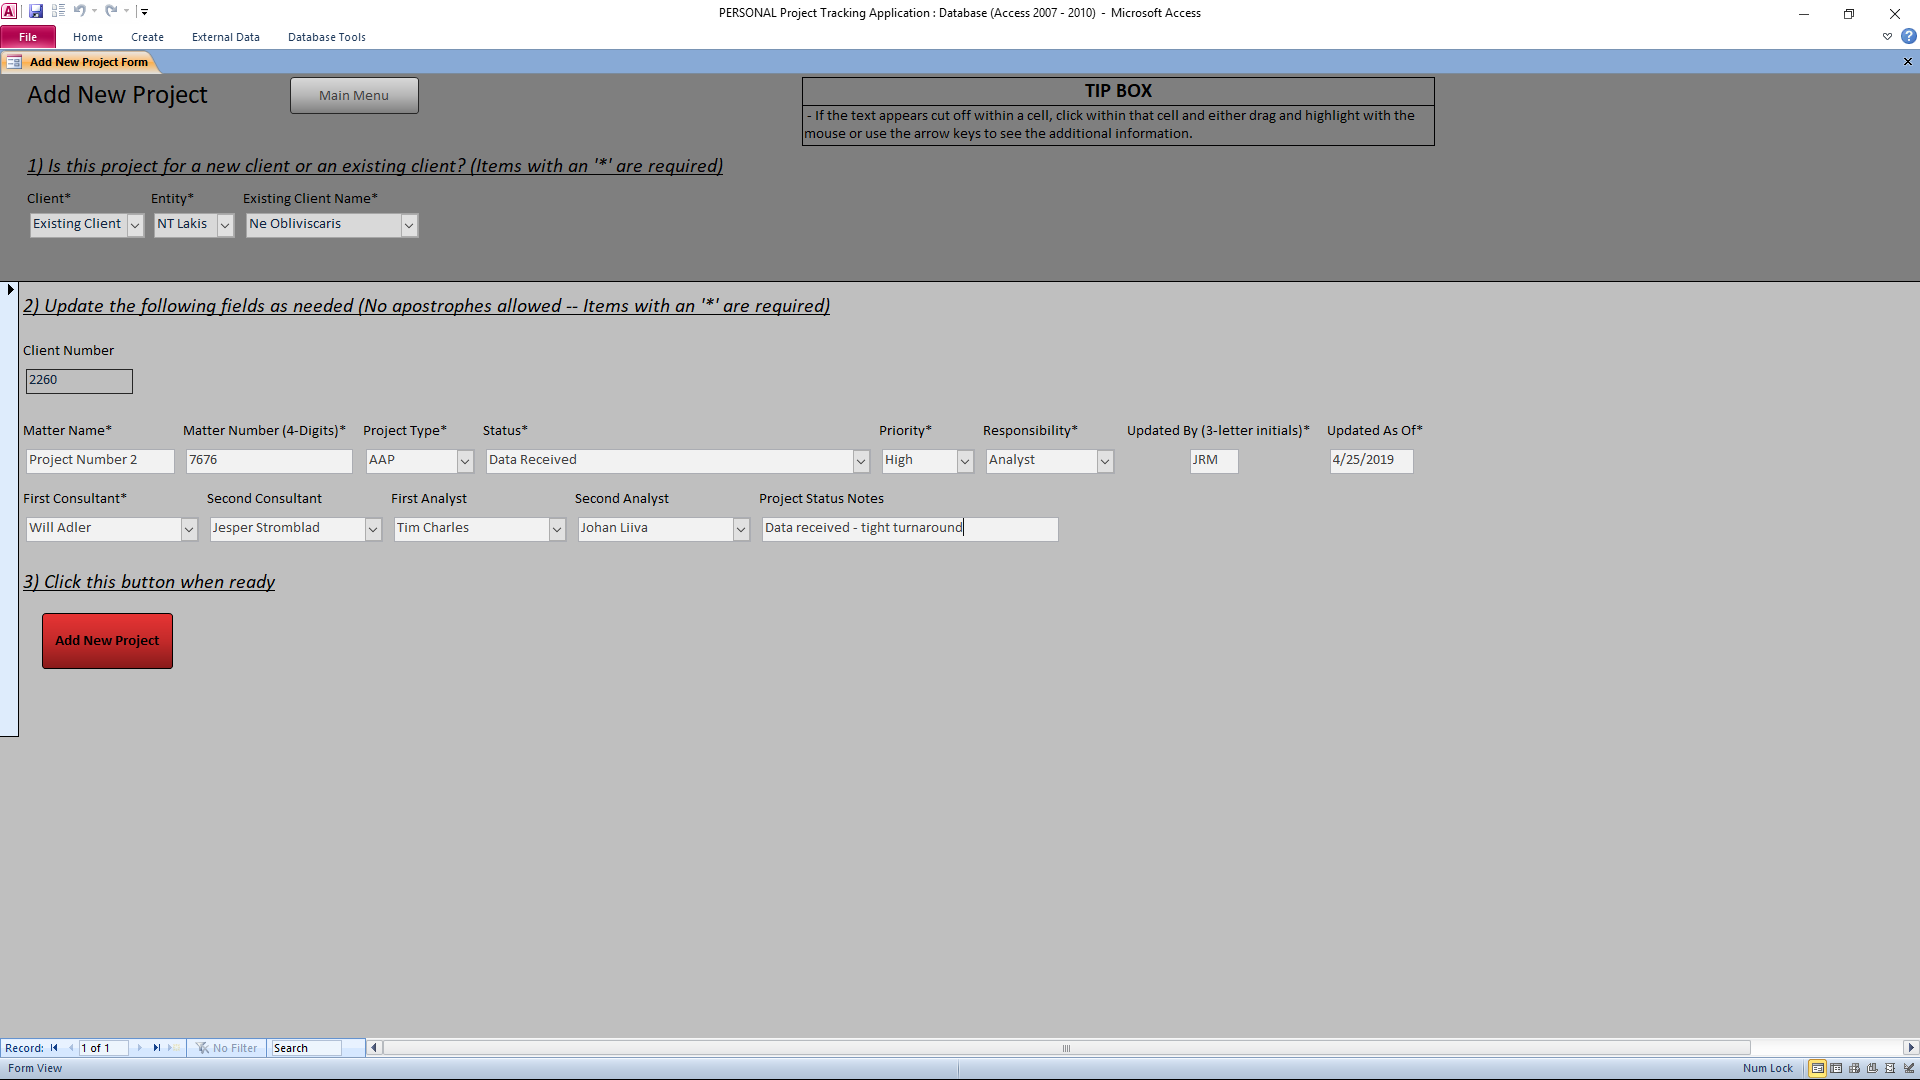 PERSONAL Project Tracking Application : Database (Access 2007 - 2010) - Microsoft Access
File Home Create External Data Database Tools
Add New Project Form
Add New Project
Main Menu
TIP BOX
- If the text appears cut off within a cell, click within that cell and either drag and highlight with the
mouse or use the arrow keys to see the additional information.
1) Is this project for a new client or an existing client? (Items with an '*' are required)
Client* Entity* Existing Client Name*
Existing Client NT Lakis Ne Obliviscaris
2) Update the following fields as needed (No apostrophes allowed -- Items with an '*' are required)
Client Number
2260
Matter Name* Matter Number (4-Digits)* Project Type* Status* Priority* Responsibility* Updated By (3-letter initials)* Updated As Of*
Project Number 2 7676 AAP Data Received High Analyst JRM 4/25/2019
First Consultant* Second Consultant First Analyst Second Analyst Project Status Notes
Will Adler Jesper Stromblad Tim Charles Johan Liiva Data received - tight turnaround
3) Click this button when ready
Add New Project
Record: 1 of 1 No Filter Search
Form View Num Lock